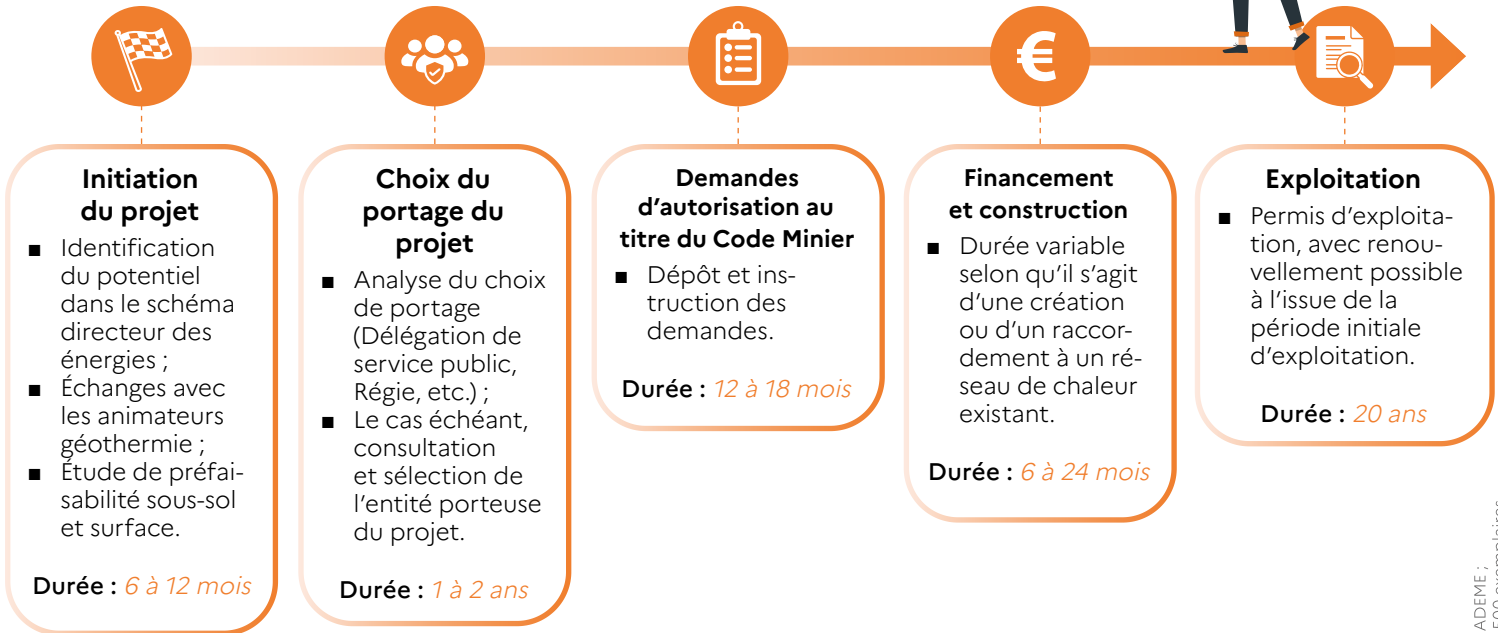 €
Initiation
du projet
■ Identification
du potentiel
dans le schéma
directeur des
énergies ;
■ Échanges avec
les animateurs
géothermie ;
■ Étude de préfai-
sabilité sous-sol
et surface.
Durée : 6 à 12 mois
Choix du
portage du
projet
■ Analyse du choix
de portage
(Délégation de
service public,
Régie, etc.) ;
■ Le cas échéant,
consultation
et sélection de
l’entité porteuse
du projet.
Durée : 1 à 2 ans
Demandes
d’autorisation au
titre du Code Minier
■ Dépôt et ins-
truction des
demandes.
Durée : 12 à 18 mois
Financement
et construction
■ Durée variable
selon qu’il s’agit
d’une création
ou d’un raccor-
dement à un ré-
seau de chaleur
existant.
Durée : 6 à 24 mois
Exploitation
■ Permis d’exploita-
tion, avec renou-
vellement possible
à l’issue de la
période initiale
d’exploitation.
Durée : 20 ans
ADEME ;
500 exemplaires